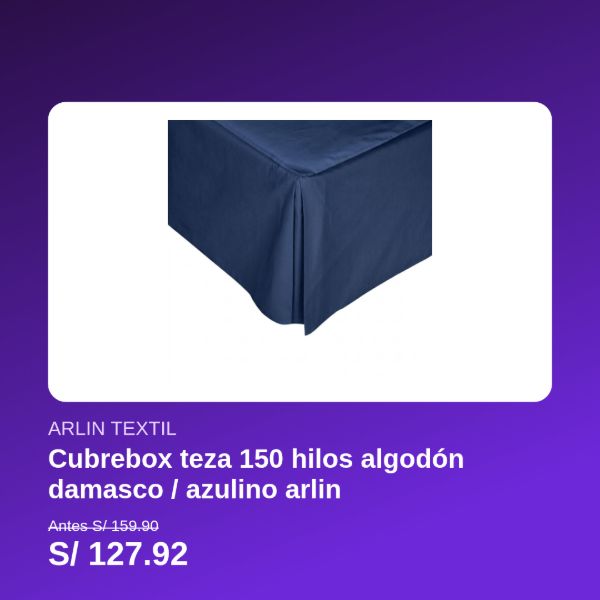 ARLIN TEXTIL
Cubrebox teza 150 hilos algodón
damasco / azulino arlin
Antes S/ 159.90
S/ 127.92